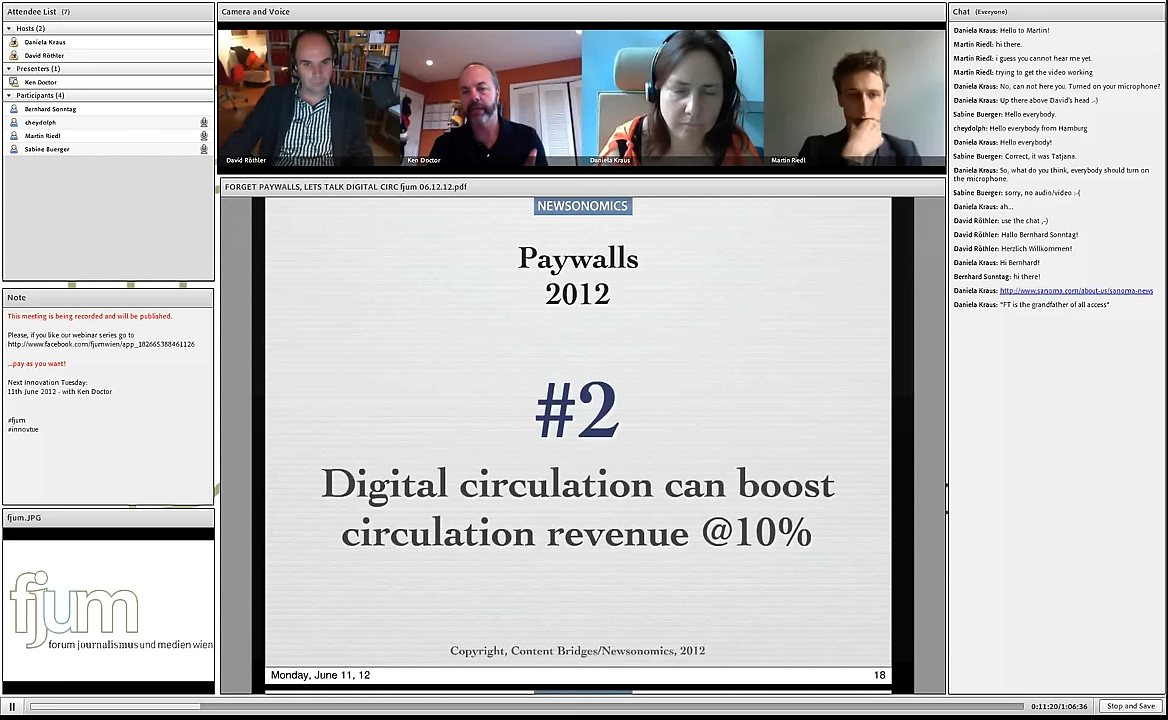 Attendee List (7)
Hosts (2)
Daniela Kraus
David Röthler
Presenters (1)
Ken Doctor
Participants (4)
Bernhard Sonntag
cheydolph
Martin Riedl
Sabine Buerger
Note
This meeting is being recorded and will be published.
Please, if you like our webinar series go to
http://www.facebook.com/fjumwien/app_182665388461126
...pay as you want!
Next Innovation Tuesday:
11th June 2012 - with Ken Doctor
#fjum
#innovtue
fjum.JPG
fjum
forum journalismus und medien wien
Camera and Voice
David Röthler
Ken Doctor
Daniela Kraus
Martin Riedl
FORGET PAYWALLS, LETS TALK DIGITAL CIRC fjum 06.12.12.pdf
NEWSONOMICS
Paywalls
2012
#2
Digital circulation can boost
circulation revenue @10%
Copyright, Content Bridges/Newsonomics, 2012
Monday, June 11, 12
18
Chat (Everyone)
Daniela Kraus: Hello to Martin!
Martin Riedl: hi there.
Martin Riedl: i guess you cannot hear me yet.
Martin Riedl: trying to get the video working
Daniela Kraus: No, can not here you. Turned on your microphone?
Daniela Kraus: Up there above David's head :-)
Sabine Buerger: Hello everybody.
cheydolph: Hello everybody from Hamburg
Daniela Kraus: Hello everybody!
Sabine Buerger: Correct, it was Tatjana.
Daniela Kraus: So, what do you think, everybody should turn on
the microphone.
Sabine Buerger: sorry, no audio/video :-(
Daniela Kraus: ah...
David Röthler: use the chat ,-)
David Röthler: Hallo Bernhard Sonntag!
David Röthler: Herzlich Willkommen!
Daniela Kraus: Hi Bernhard!
Bernhard Sonntag: hi there!
Daniela Kraus: http://www.sanoma.com/about-us/sanoma-news
Daniela Kraus: "FT is the grandfather of all access"
0:11:20/1:06:36
Stop and Save